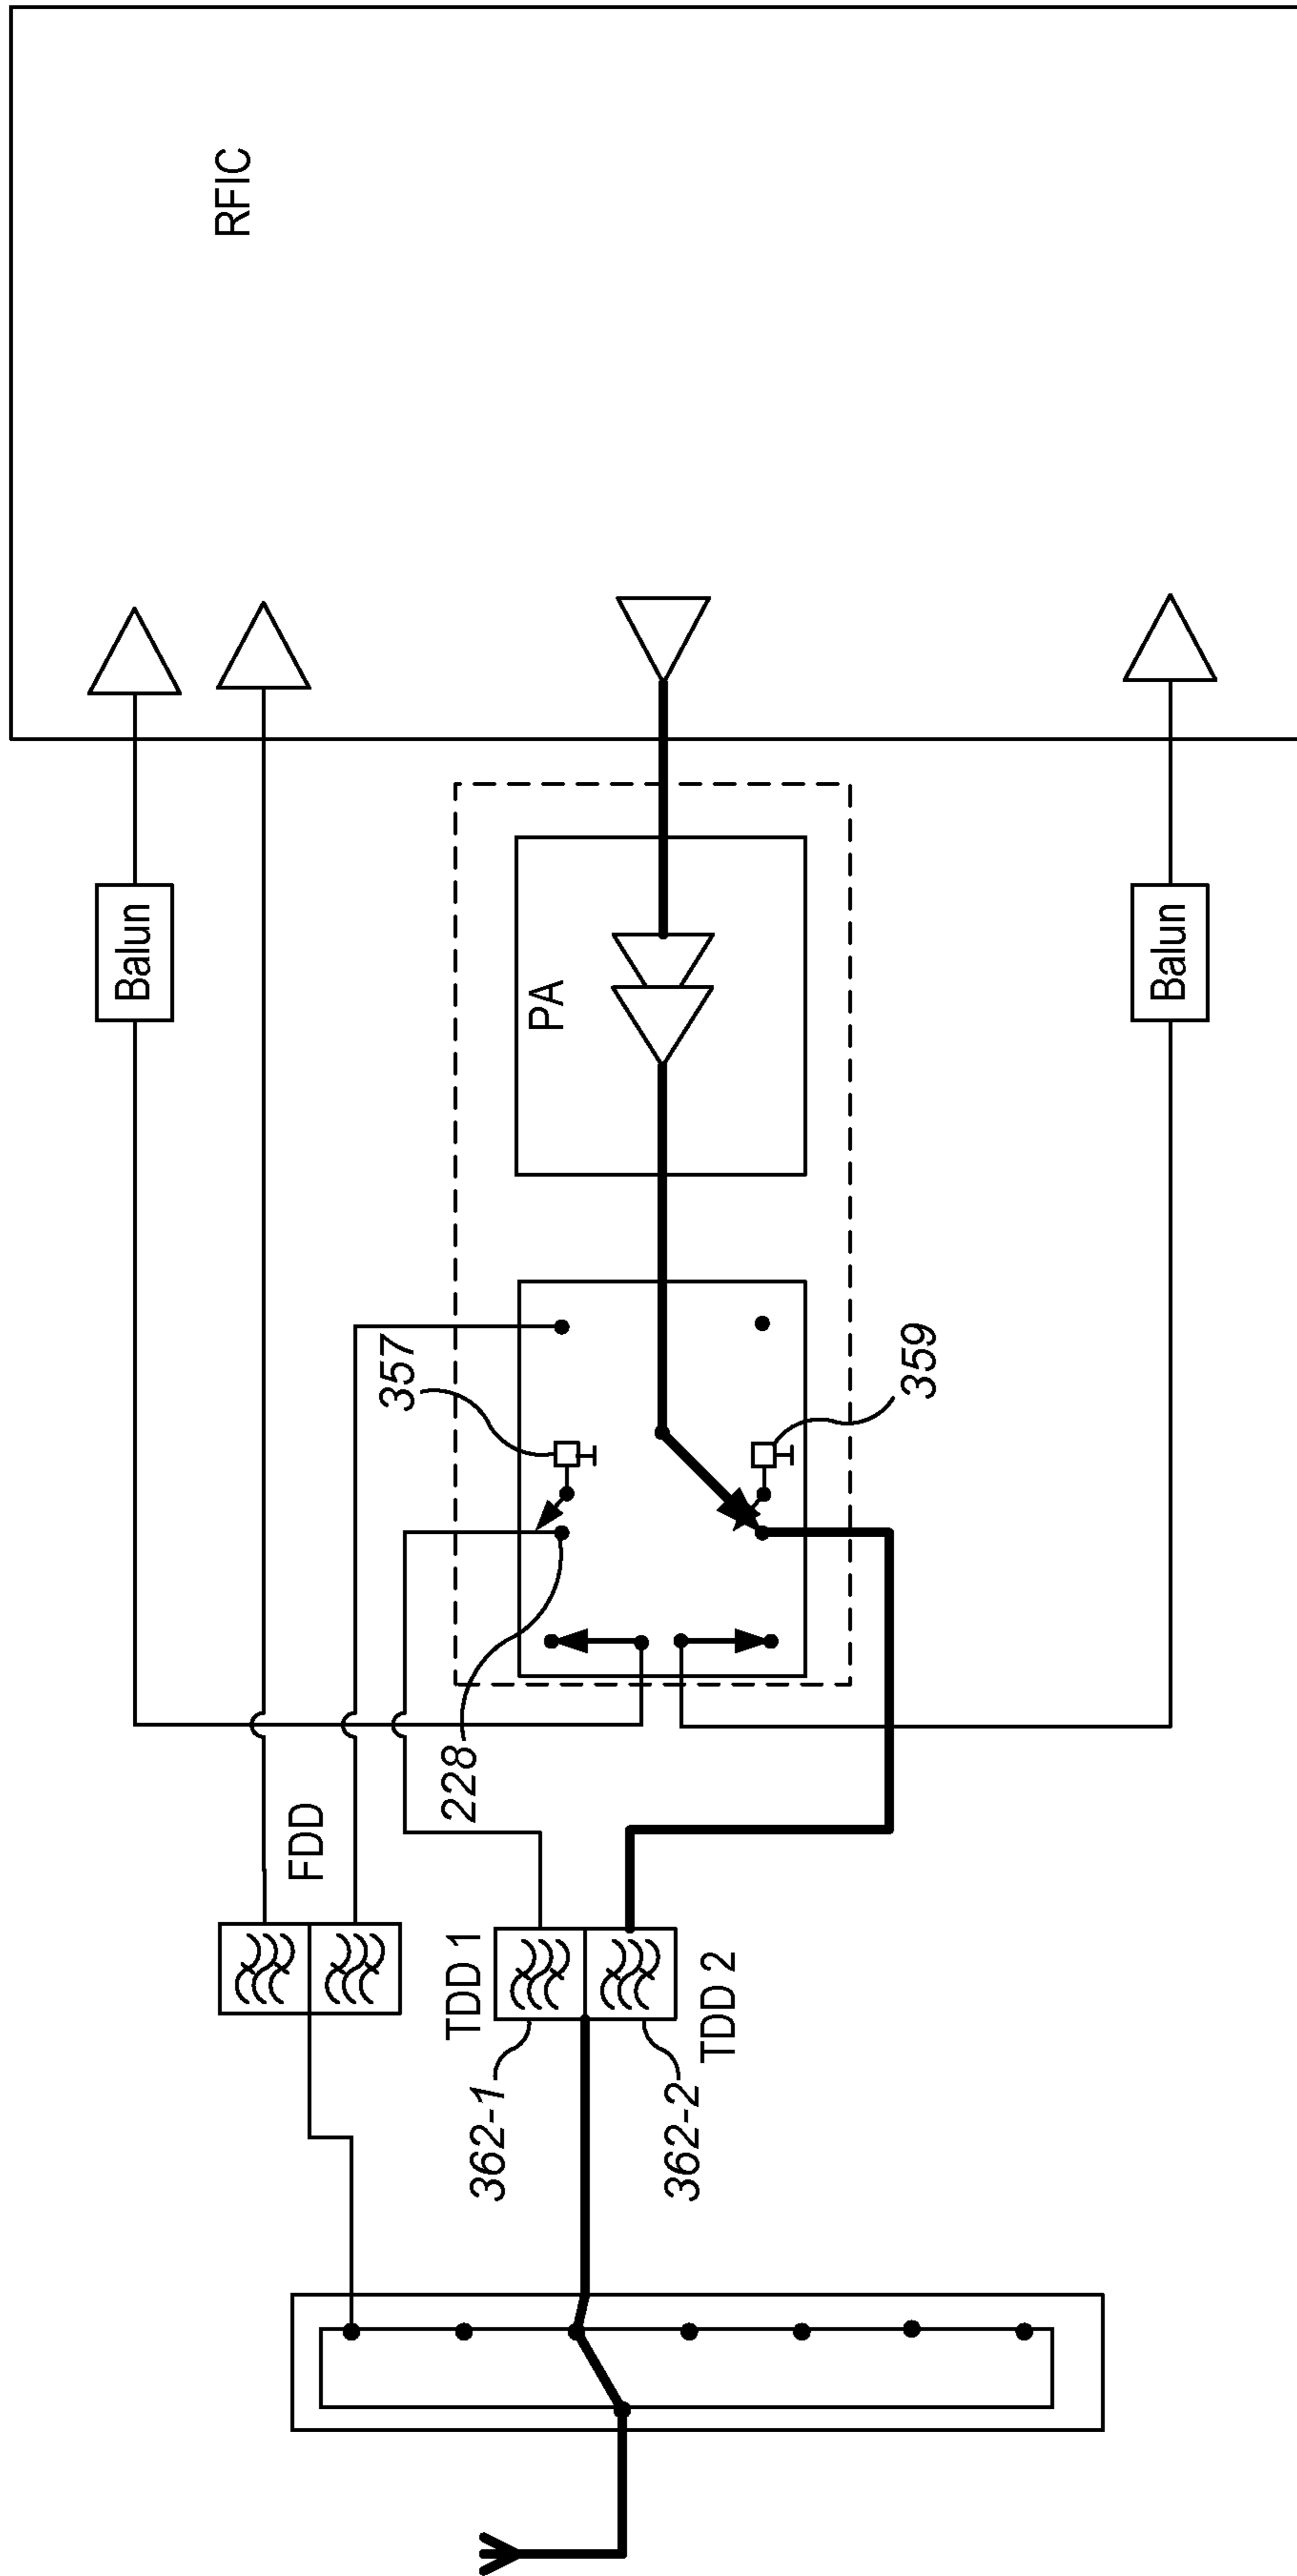 RFIC
Balun
Balun
PA
357
359
228
FDD
TDD 1
TDD 2
362-1
362-2